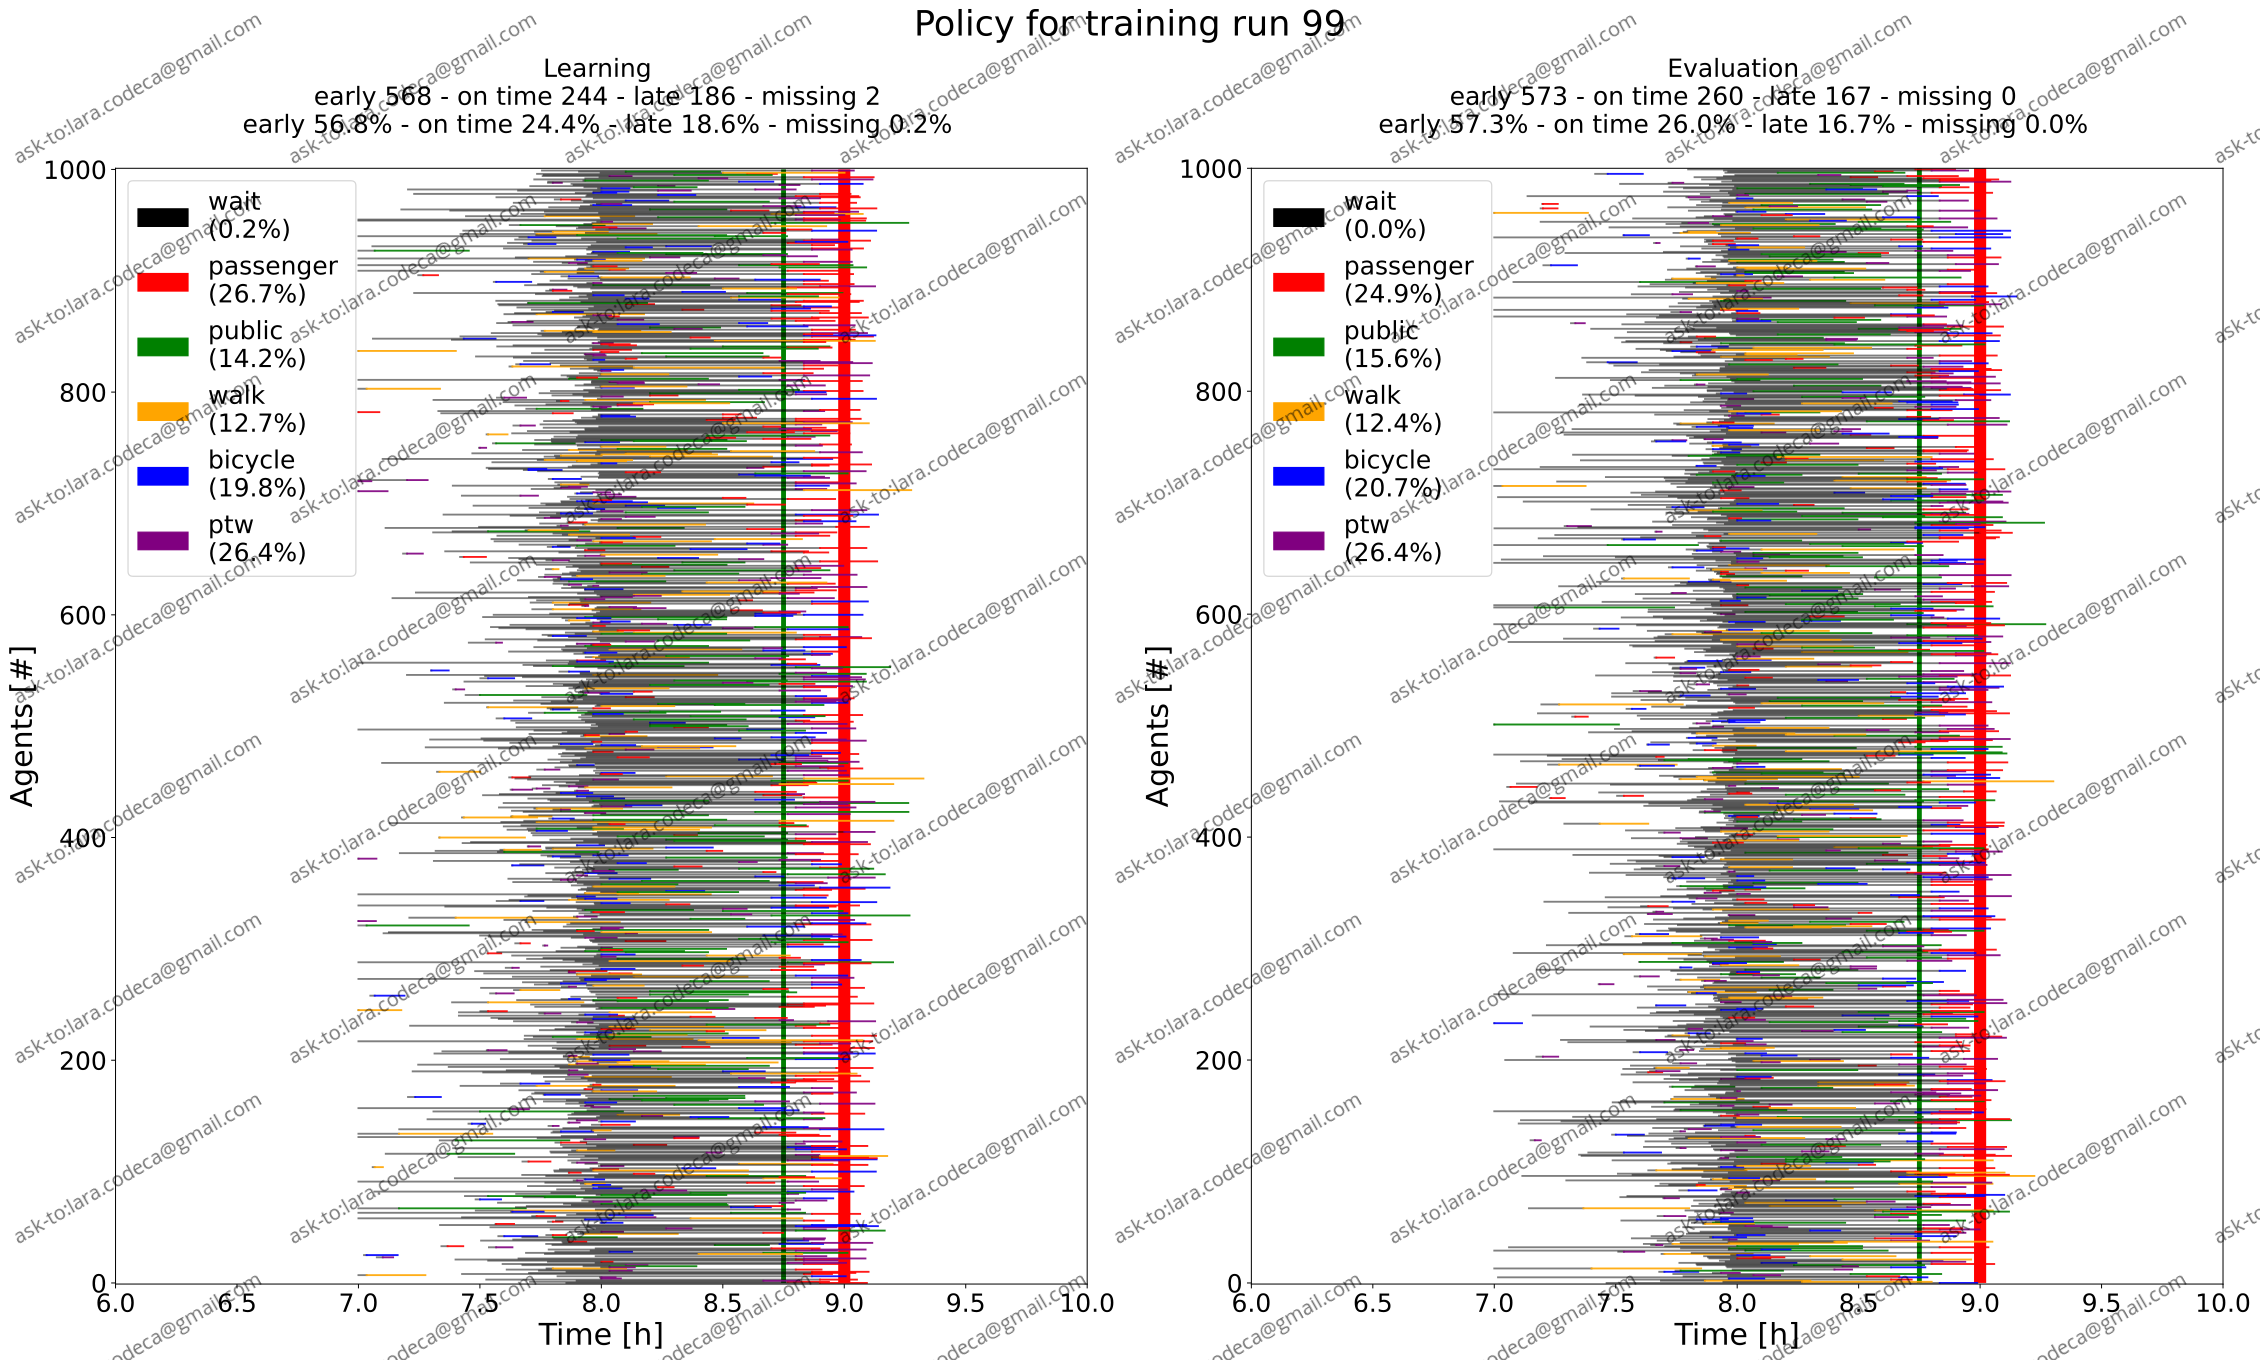 Policy for training run 99
Learning
early 568 - on time 244 - late 186 - missing 2
early 56.8% - on time 24.4% - late 18.6% - missing 0.2%
1000
800
600
400
200
0
Agents [#]
wait
(0.2%)
passenger
(26.7%)
public
(14.2%)
walk
(12.7%)
bicycle
(19.8%)
ptw
(26.4%)
6.0 6.5 7.0 7.5 8.0 8.5 9.0 9.5 10.0
Time [h]
Evaluation
early 573 - on time 260 - late 167 - missing 0
early 57.3% - on time 26.0% - late 16.7% - missing 0.0%
1000
800
600
400
200
0
Agents [#]
wait
(0.0%)
passenger
(24.9%)
public
(15.6%)
walk
(12.4%)
bicycle
(20.7%)
ptw
(26.4%)
6.0 6.5 7.0 7.5 8.0 8.5 9.0 9.5 10.0
Time [h]
ask-to:lara.codeca@gmail.com